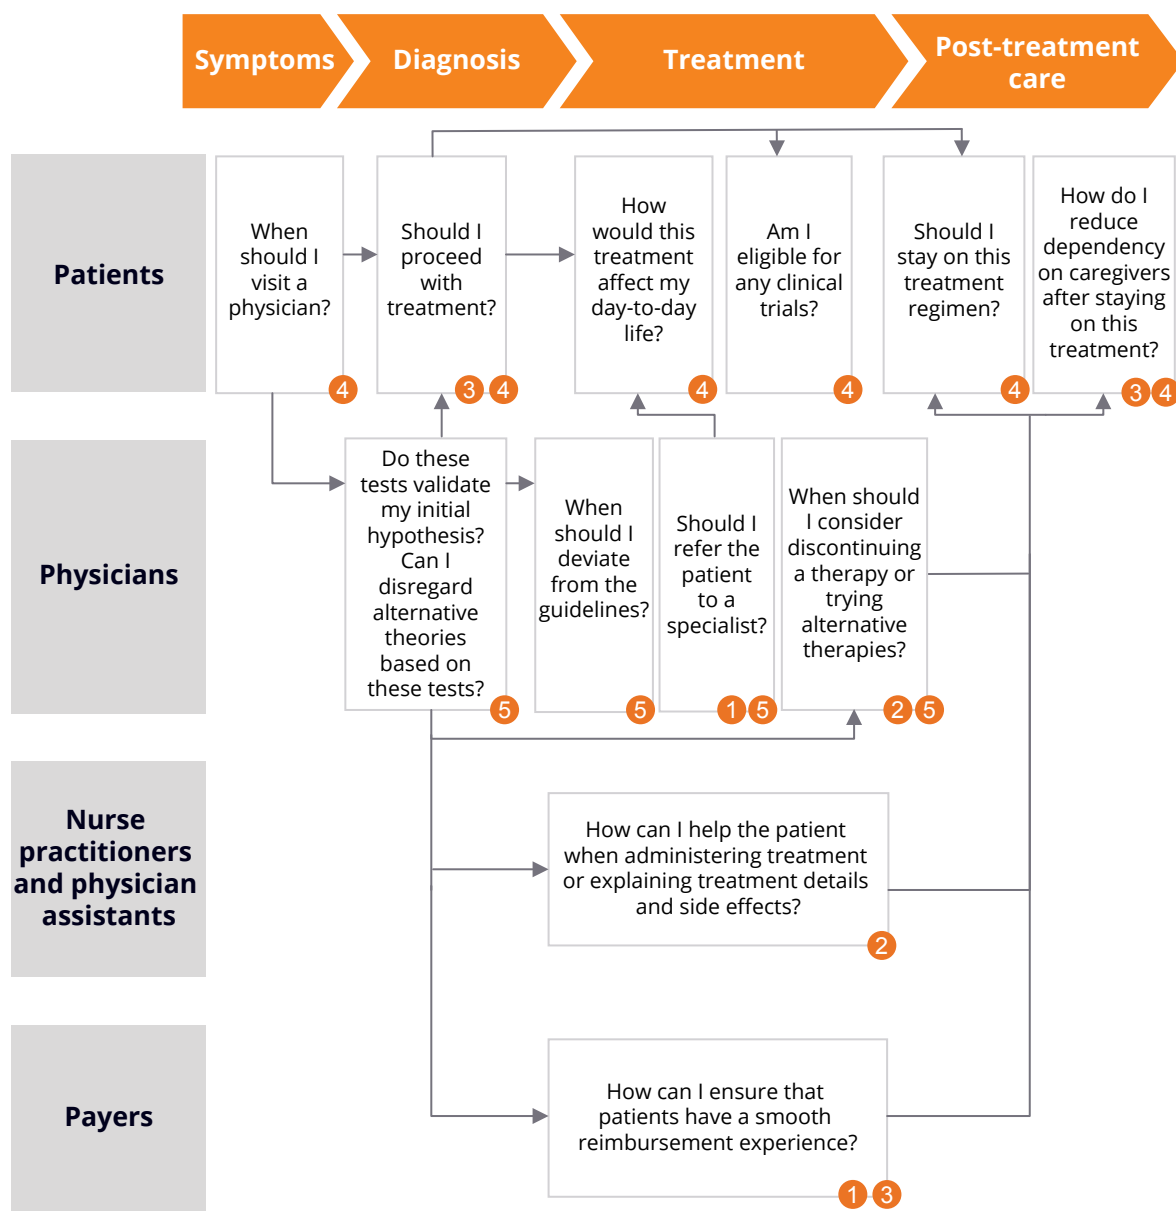 Symptoms
Diagnosis
Treatment
Post-treatment
care
Patients
When
should I
visit a
physician?
4
Should I
proceed
with
treatment?
3 4
How
would this
treatment
affect my
day-to-day
life?
4
Am I
eligible for
any clinical
trials?
4
Should I
stay on this
treatment
regimen?
4
How do I
reduce
dependency
on caregivers
after staying
on this
treatment?
3 4
Physicians
Do these
tests validate
my initial
hypothesis?
Can I
disregard
alternative
theories
based on
these tests?
5
When
should I
deviate
from the
guidelines?
5
Should I
refer the
patient
to a
specialist?
1 5
When should
I consider
discontinuing
a therapy or
trying
alternative
therapies?
2 5
Nurse
practitioners
and physician
assistants
How can I help the patient
when administering treatment
or explaining treatment details
and side effects?
2
Payers
How can I ensure that
patients have a smooth
reimbursement experience?
1 3